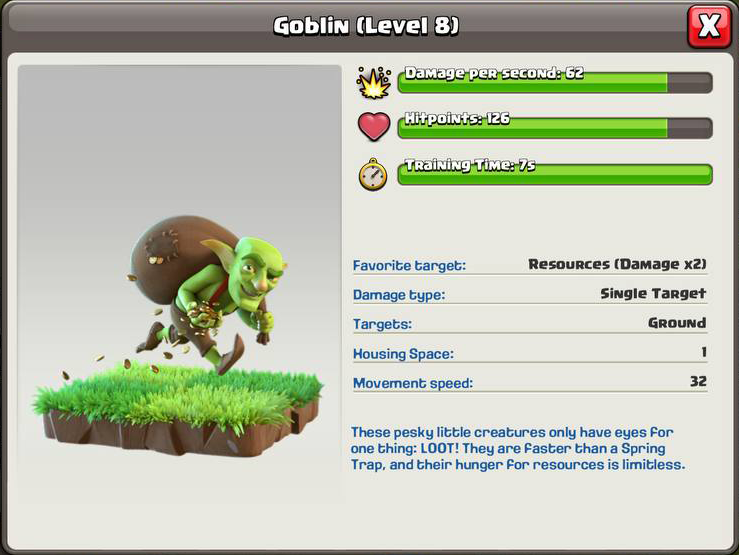 Goblin (Level 8)
X
Damage per second: 62
Hitpoints: 126
Training Time: 7s
Favorite target: Resources (Damage x2)
Damage type: Single Target
Targets: Ground
Housing Space: 1
Movement speed: 32
These pesky little creatures only have eyes for
one thing: LOOT! They are faster than a Spring
Trap, and their hunger for resources is limitless.